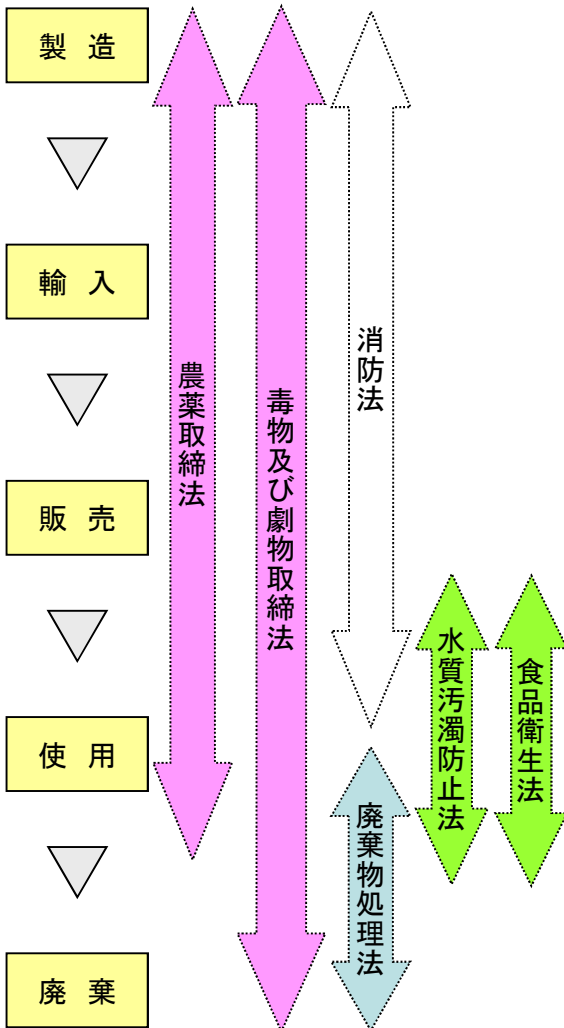 製 造
輸 入
販 売
使 用
廃 棄
農薬取締法
毒物及び劇物取締法
消防法
廃棄物処理法
水質汚濁防止法
食品衛生法